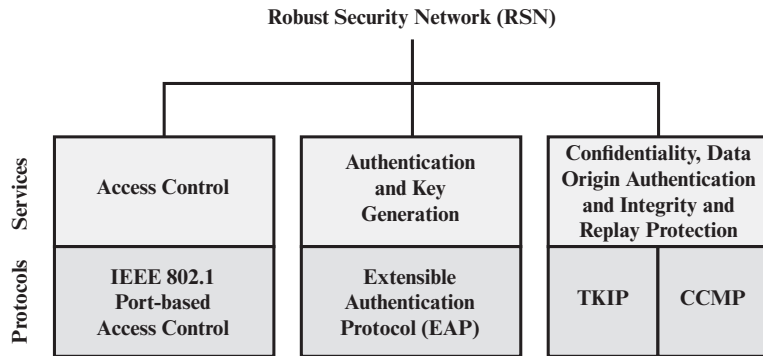 Robust Security Network (RSN)
Services
Access Control
Authentication
and Key
Generation
Confidentiality, Data
Origin Authentication
and Integrity and
Replay Protection
Protocols
IEEE 802.1
Port-based
Access Control
Extensible
Authentication
Protocol (EAP)
TKIP
CCMP